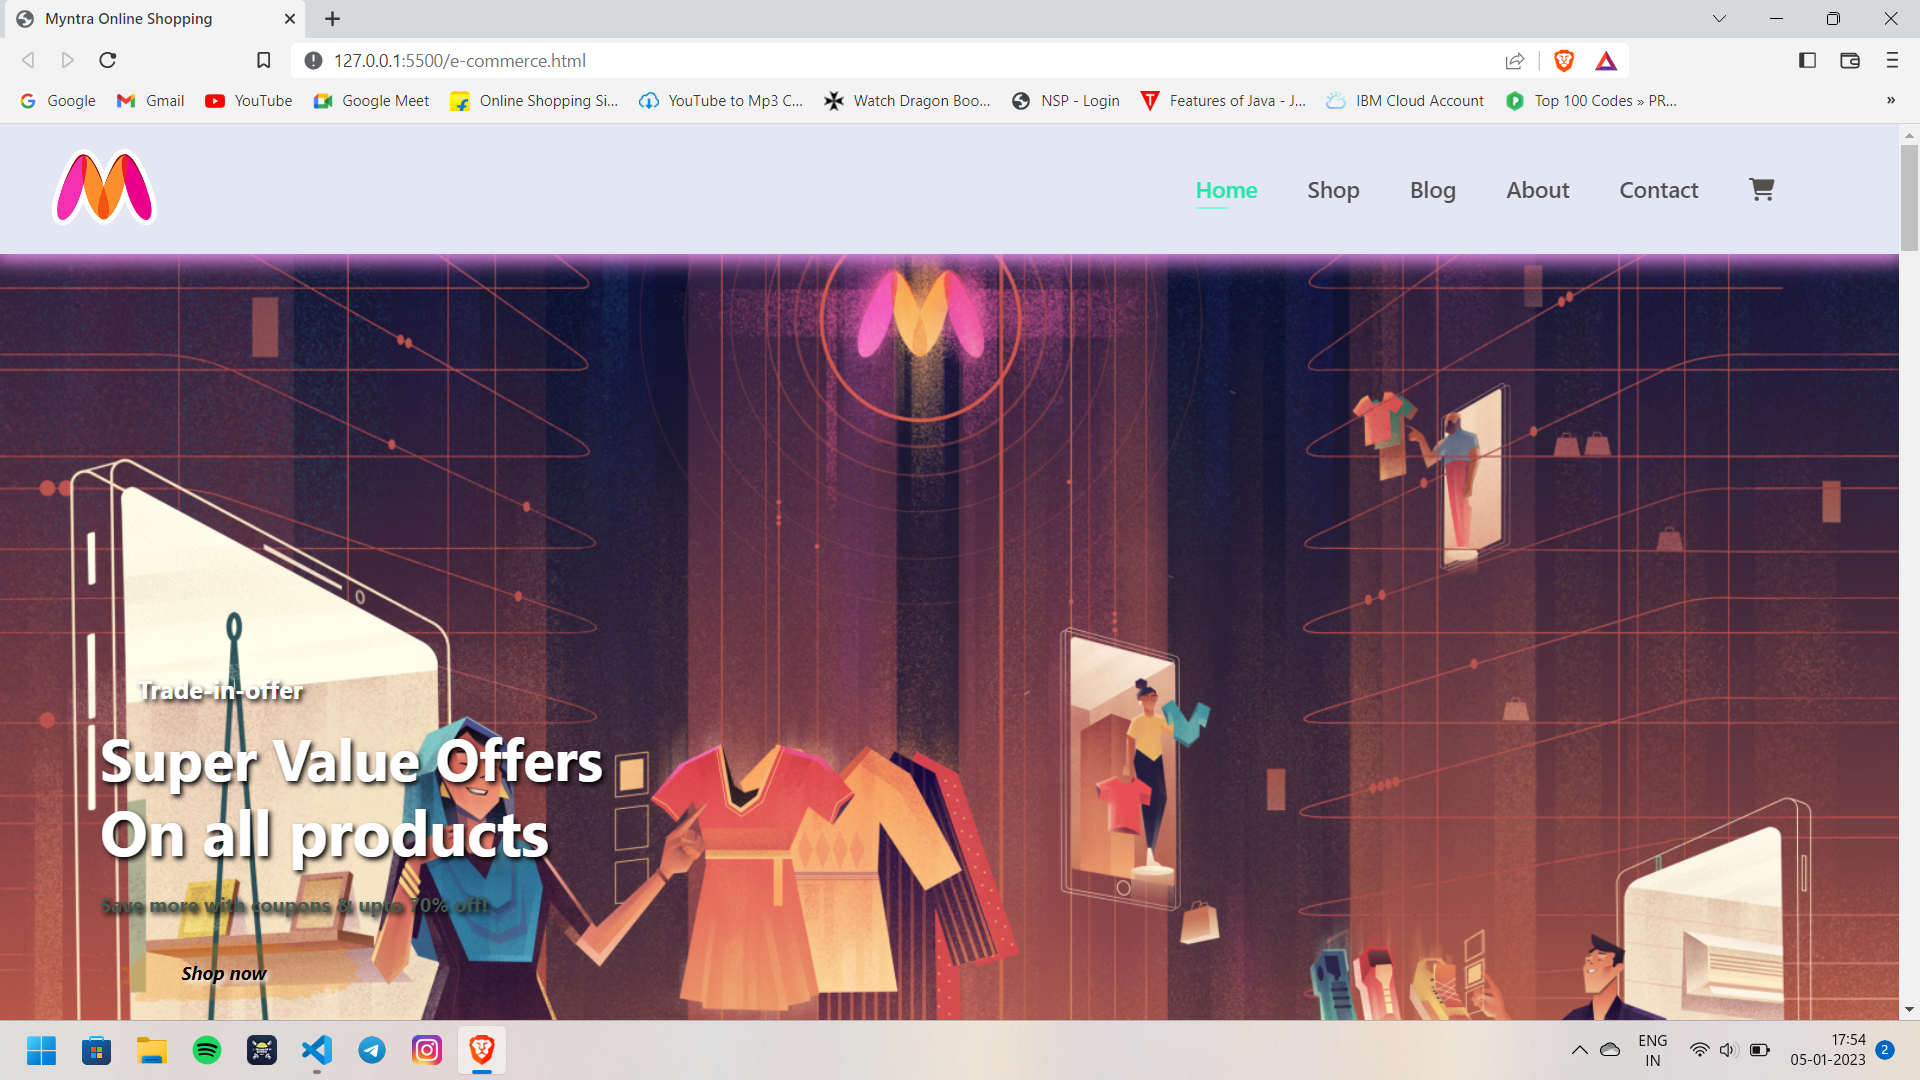 Myntra Online Shopping
127.0.0.1:5500/e-commerce.html
Google Gmail YouTube Google Meet Online Shopping Si... YouTube to Mp3 C... Watch Dragon Boo... NSP - Login Features of Java - J... IBM Cloud Account Top 100 Codes » PR... »
Home Shop Blog About Contact
Trade-in-offer
Super Value Offers
On all products
Save more with coupons & upto 70% off!
Shop now
ENG
IN
17:54
05-01-2023
2